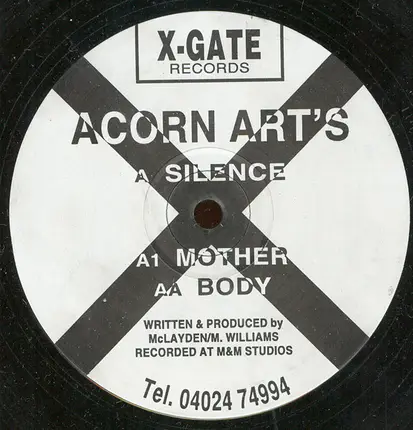 X-GATE
RECORDS
ACORN ART'S
A SILENCE
A1 MOTHER
AA BODY
WRITTEN & PRODUCED by
McLAYDEN/M. WILLIAMS
RECORDED AT M&M STUDIOS
Tel. 04024 74994